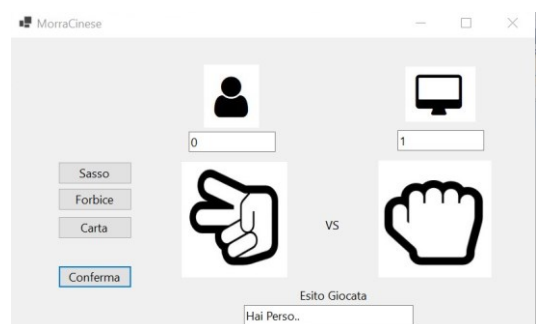 MorraCinese
0
1
Sasso
Forbice
Carta
VS
Conferma
Esito Giocata
Hai Perso..